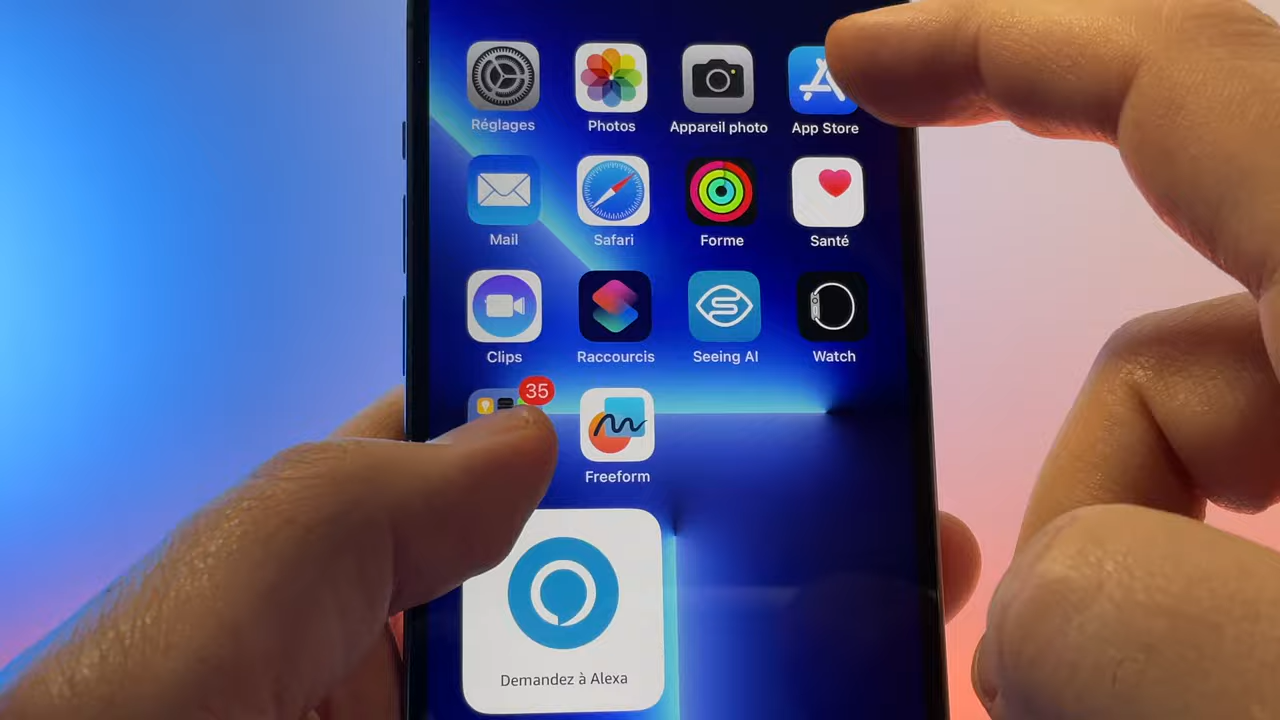 Réglages
Photos
Appareil photo
App Store
Mail
Safari
Forme
Santé
Clips
Raccourcis
Seeing AI
Watch
35
Freeform
Demandez à Alexa